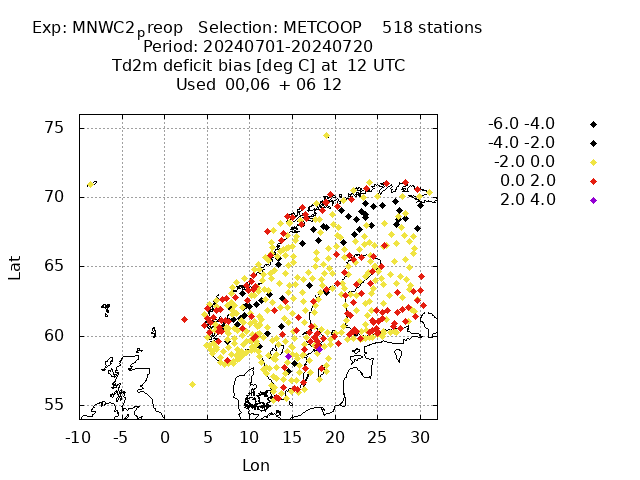 Exp: MNWC2preop   Selection: METCOOP    518 stations
Period: 20240701-20240720
Td2m deficit bias [deg C] at  12 UTC
Used  00,06  + 06 12
75
70
65
60
55
Lat
-10 -5 0 5 10 15 20 25 30
Lon
-6.0 -4.0
-4.0 -2.0
-2.0 0.0
0.0 2.0
2.0 4.0